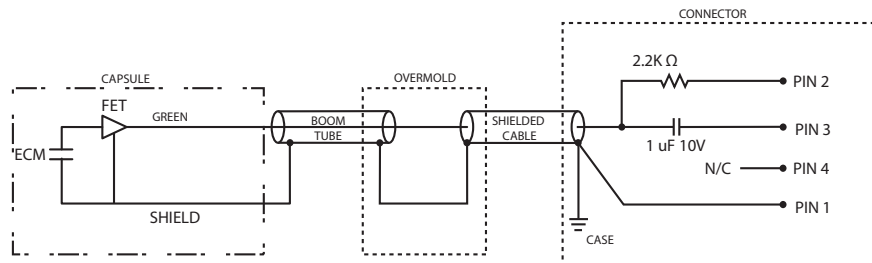 CONNECTOR
CAPSULE
OVERMOLD
2.2K Ω
PIN 2
FET
GREEN
BOOM
TUBE
SHIELDED
CABLE
PIN 3
1 uF 10V
ECM
N/C
PIN 4
SHIELD
PIN 1
CASE